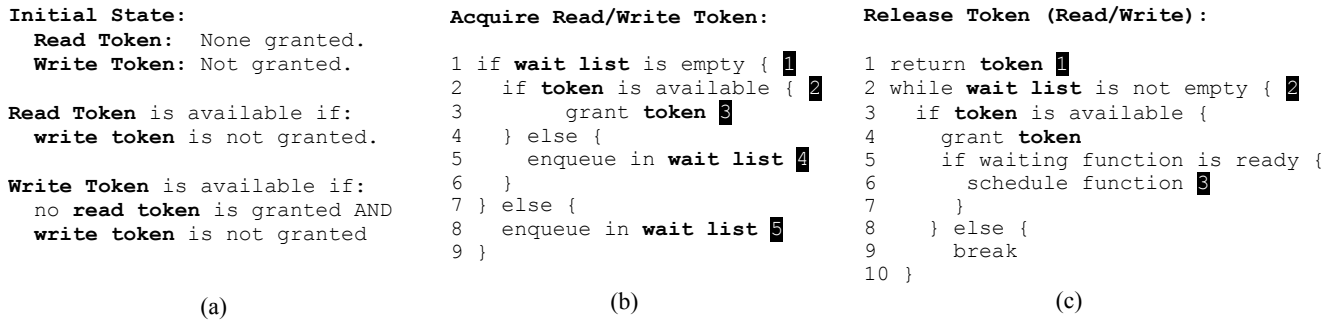 Initial State:
Read Token: None granted.
Write Token: Not granted.
Read Token is available if:
write token is not granted.
Write Token is available if:
no read token is granted AND
write token is not granted
(a)
Acquire Read/Write Token:
1 if wait list is empty { 1
2 if token is available { 2
3 grant token 3
4 } else {
5 enqueue in wait list 4
6 }
7 } else {
8 enqueue in wait list 5
9 }
(b)
Release Token (Read/Write):
1 return token 1
2 while wait list is not empty { 2
3 if token is available {
4 grant token
5 if waiting function is ready {
6 schedule function 3
7 }
8 } else {
9 break
10 }
(c)